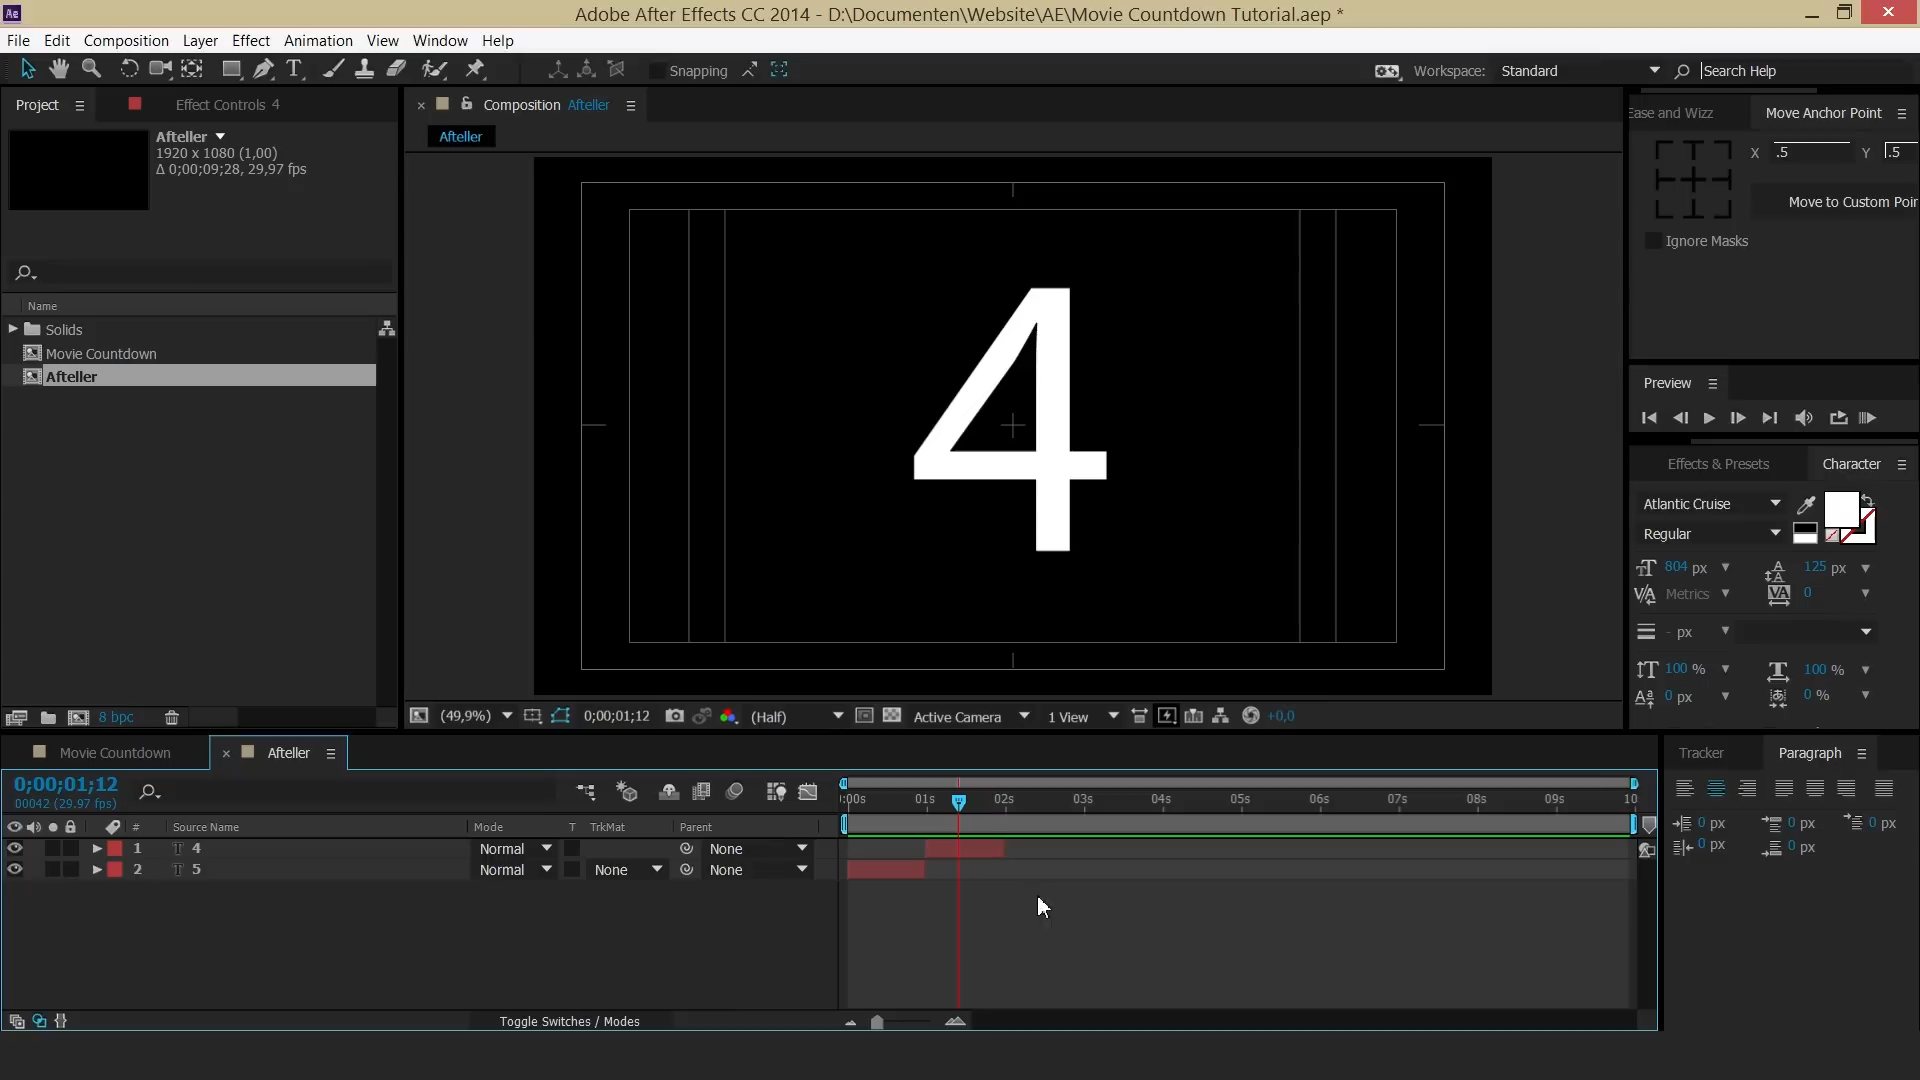 Ae
Adobe After Effects CC 2014 - D:\Documenten\Website\AE\Movie Countdown Tutorial.aep *
File Edit Composition Layer Effect Animation View Window Help
Snapping
Workspace: Standard
Search Help
Project
Effect Controls 4
Composition Afteller
Ease and Wizz
Move Anchor Point
Afteller
1920 x 1080 (1,00)
Δ 0;00;09;28, 29,97 fps
Afteller
X .5 Y .5
Move to Custom Poin
Ignore Masks
4
Name
Solids
Movie Countdown
Afteller
Preview
Effects & Presets
Character
Atlantic Cruise
Regular
804 px 125 px
Metrics 0
- px
100 % 100 %
0 px 0 %
8 bpc
(49,9%) 0;00;01;12 (Half) Active Camera 1 View +0,0
Movie Countdown
Afteller
Tracker
Paragraph
0;00;01;12
00042 (29.97 fps)
:00s 01s 02s 03s 04s 05s 06s 07s 08s 09s 10
# Source Name Mode T TrkMat Parent
1 T 4 Normal None
2 T 5 Normal None None
0 px 0 px 0 px
0 px 0 px
Toggle Switches / Modes